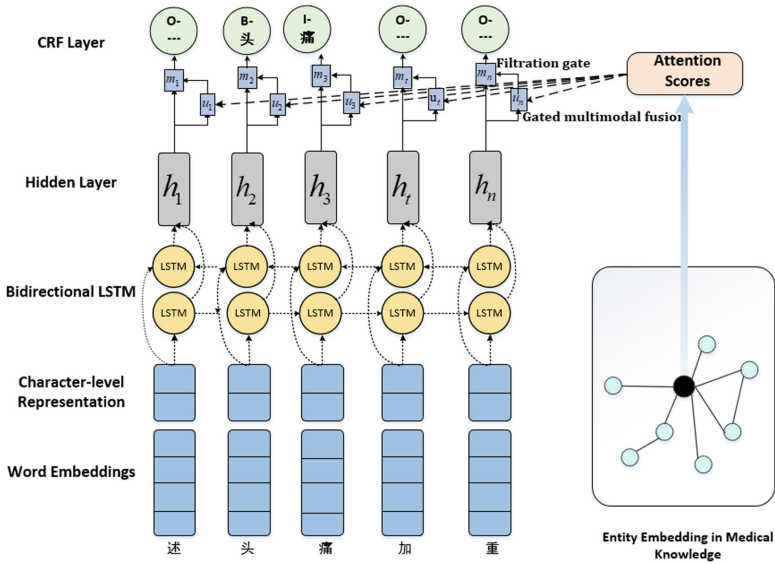 O- B- I- O- O-
--- 头 痛 --- ---
CRF Layer
m1 m2 m3 mt mn
Filtration gate
Attention
Scores
u1 u2 u3 ut un
Gated multimodal fusion
Hidden Layer
h1 h2 h3 ht hn
LSTM LSTM LSTM LSTM LSTM
Bidirectional LSTM
LSTM LSTM LSTM LSTM LSTM
Character-level
Representation
Word Embeddings
述 头 痛 加 重
Entity Embedding in Medical
Knowledge